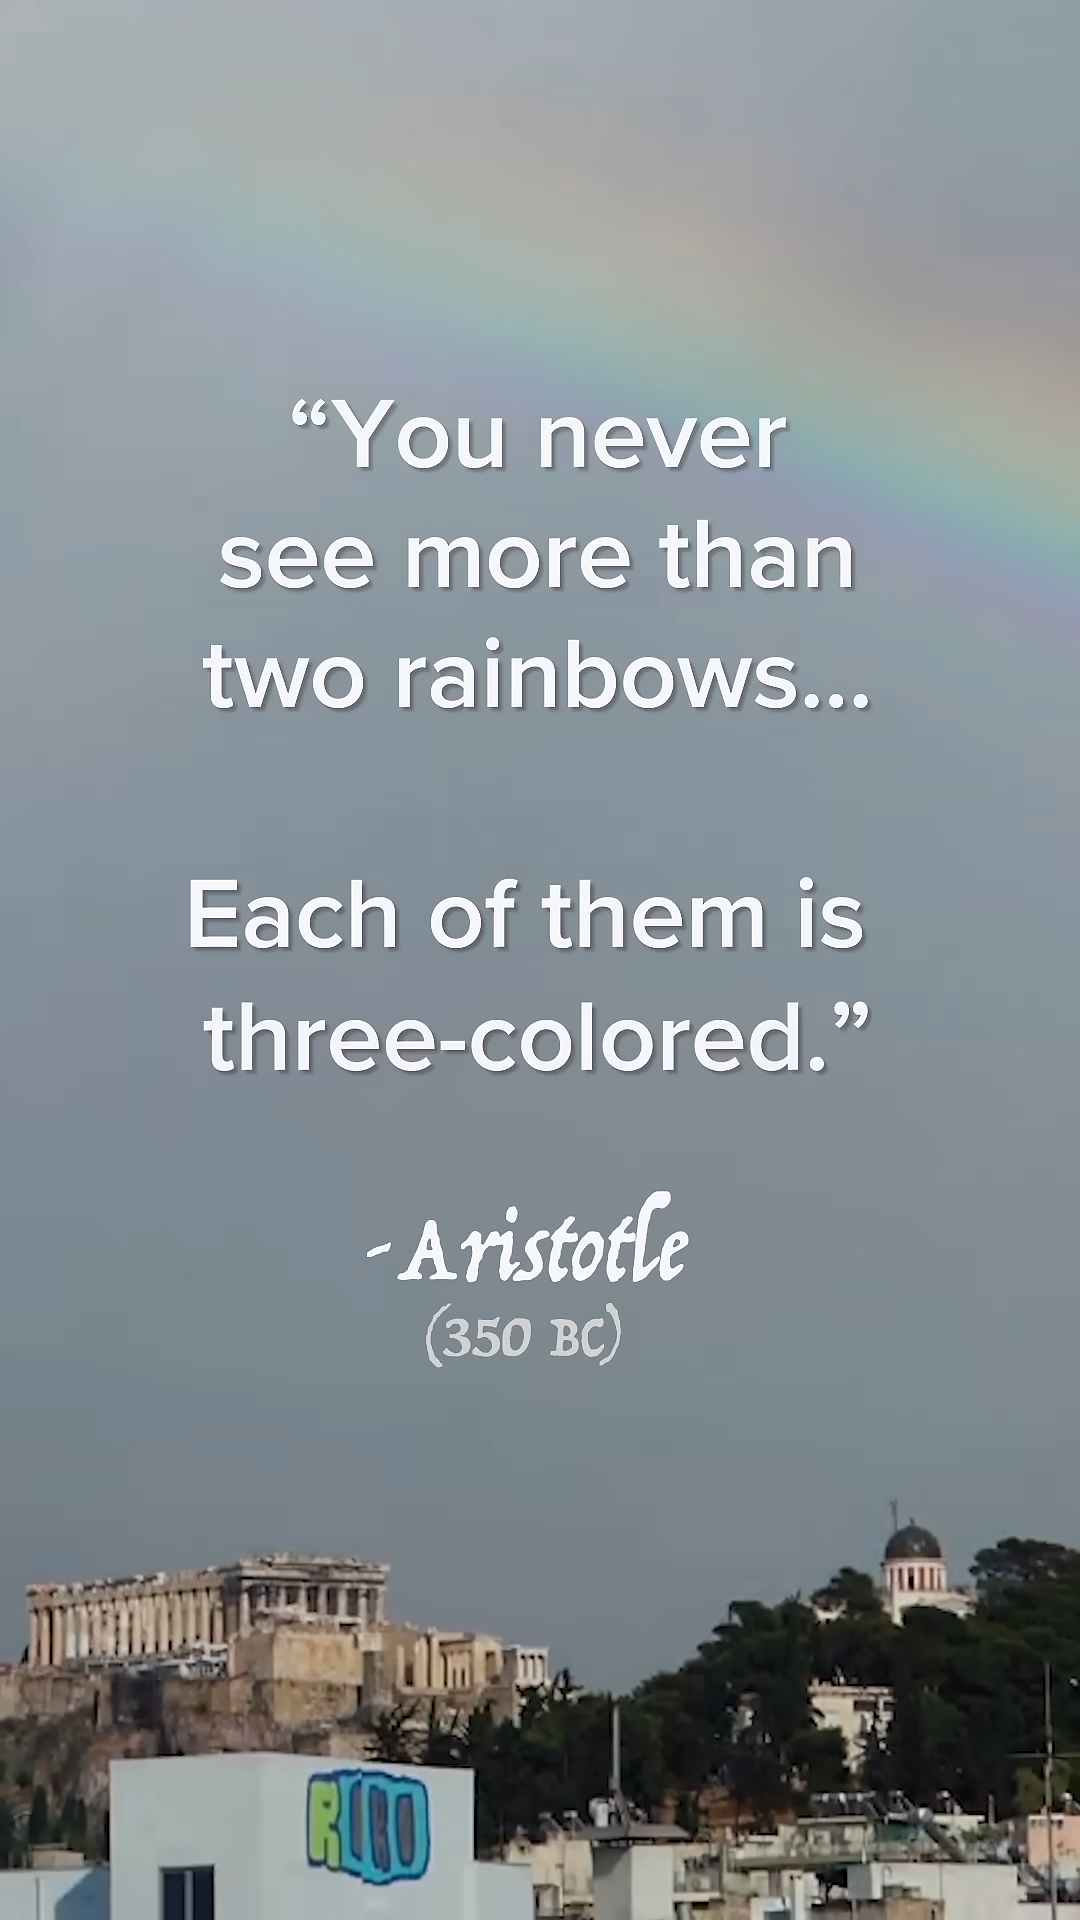 “You never
see more than
two rainbows...
Each of them is
three-colored.”
- Aristotle
(350 BC)